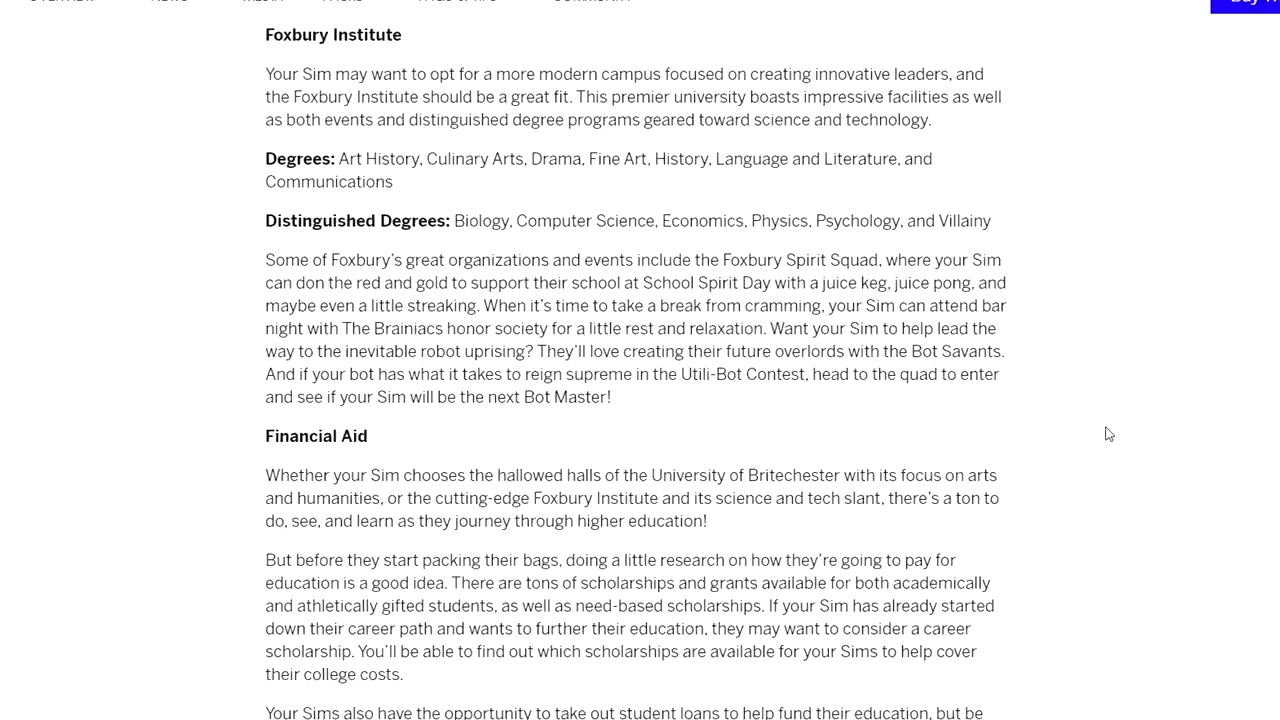 Foxbury Institute
Your Sim may want to opt for a more modern campus focused on creating innovative leaders, and
the Foxbury Institute should be a great fit. This premier university boasts impressive facilities as well
as both events and distinguished degree programs geared toward science and technology.
Degrees: Art History, Culinary Arts, Drama, Fine Art, History, Language and Literature, and
Communications
Distinguished Degrees: Biology, Computer Science, Economics, Physics, Psychology, and Villainy
Some of Foxbury’s great organizations and events include the Foxbury Spirit Squad, where your Sim
can don the red and gold to support their school at School Spirit Day with a juice keg, juice pong, and
maybe even a little streaking. When it’s time to take a break from cramming, your Sim can attend bar
night with The Brainiacs honor society for a little rest and relaxation. Want your Sim to help lead the
way to the inevitable robot uprising? They’ll love creating their future overlords with the Bot Savants.
And if your bot has what it takes to reign supreme in the Utili-Bot Contest, head to the quad to enter
and see if your Sim will be the next Bot Master!
Financial Aid
Whether your Sim chooses the hallowed halls of the University of Britechester with its focus on arts
and humanities, or the cutting-edge Foxbury Institute and its science and tech slant, there’s a ton to
do, see, and learn as they journey through higher education!
But before they start packing their bags, doing a little research on how they’re going to pay for
education is a good idea. There are tons of scholarships and grants available for both academically
and athletically gifted students, as well as need-based scholarships. If your Sim has already started
down their career path and wants to further their education, they may want to consider a career
scholarship. You’ll be able to find out which scholarships are available for your Sims to help cover
their college costs.
Your Sims also have the opportunity to take out student loans to help fund their education, but be